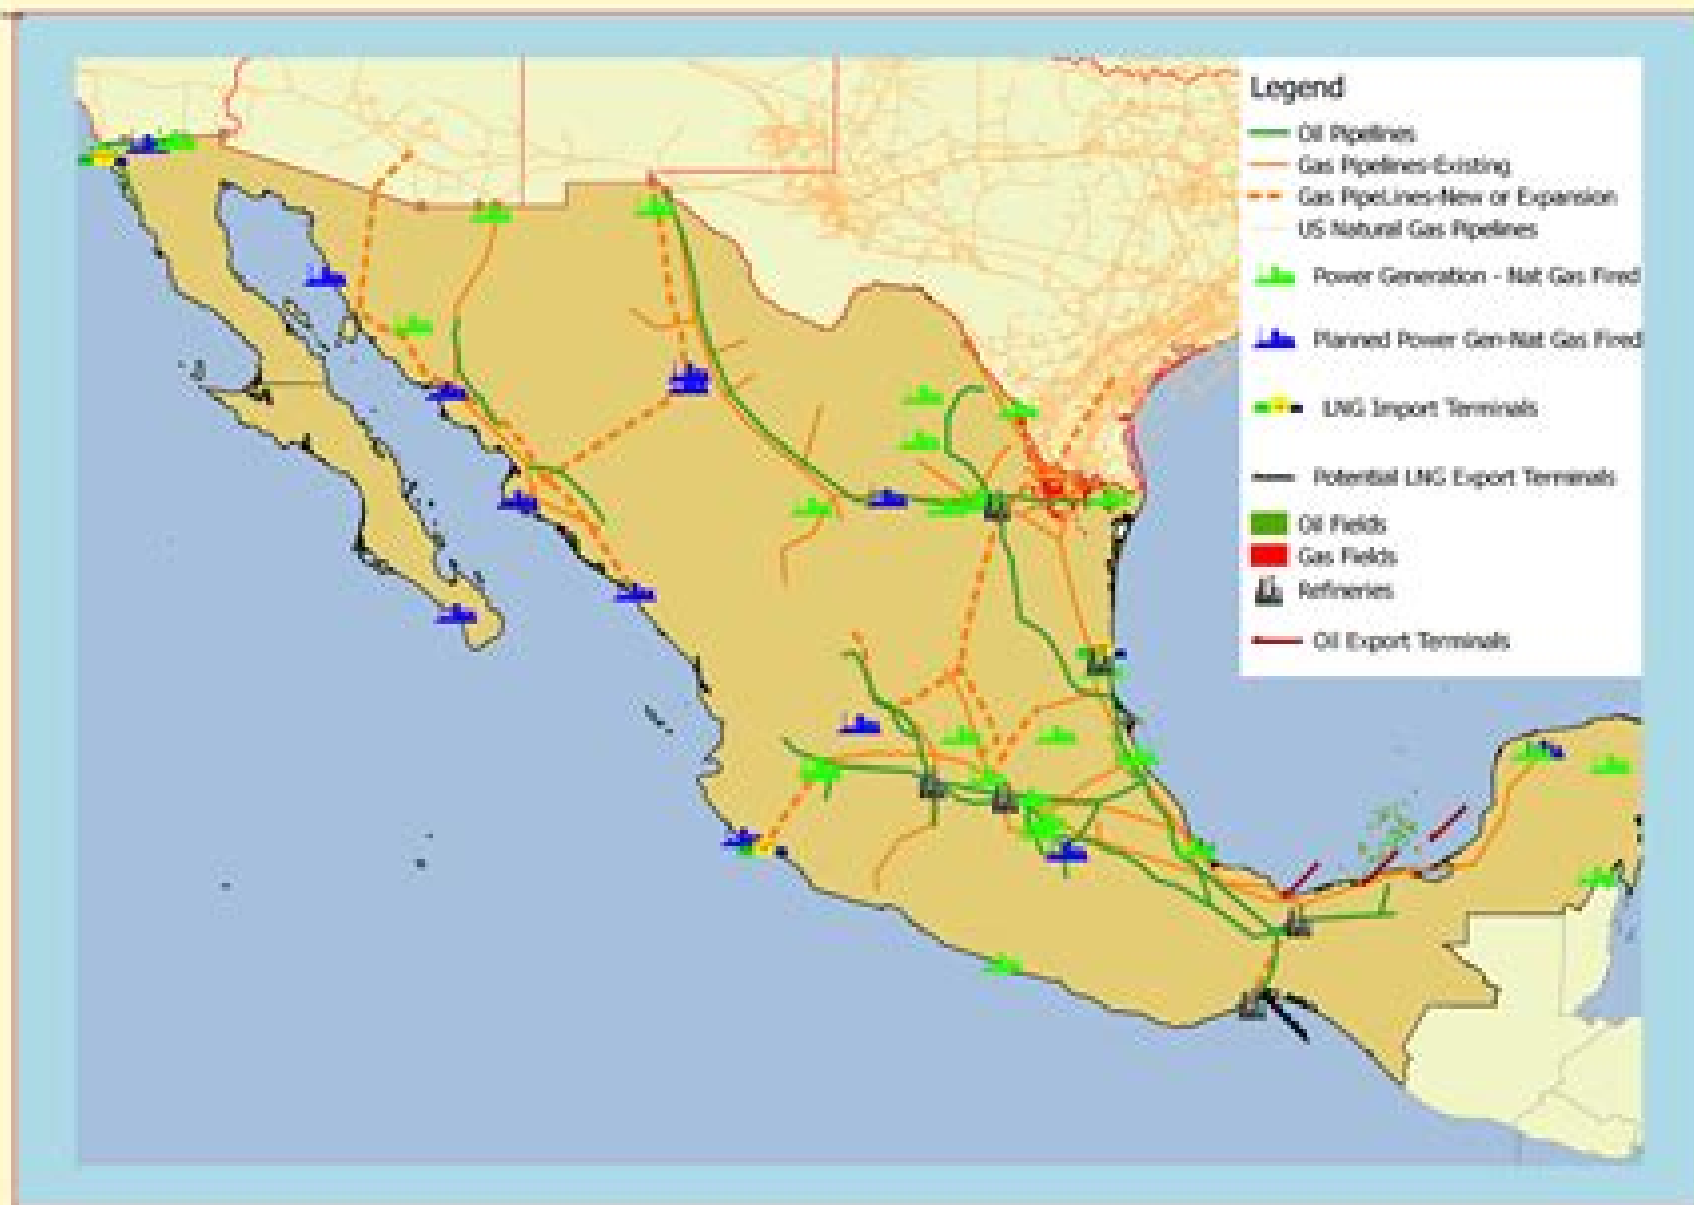 Legend
Oil Pipelines
Gas Pipelines-Existing
Gas PipeLines-New or Expansion
US Natural Gas Pipelines
Power Generation - Nat Gas Fired
Planned Power Gen-Nat Gas Fired
LNG Import Terminals
Potential LNG Export Terminals
Oil Fields
Gas Fields
Refineries
Oil Export Terminals